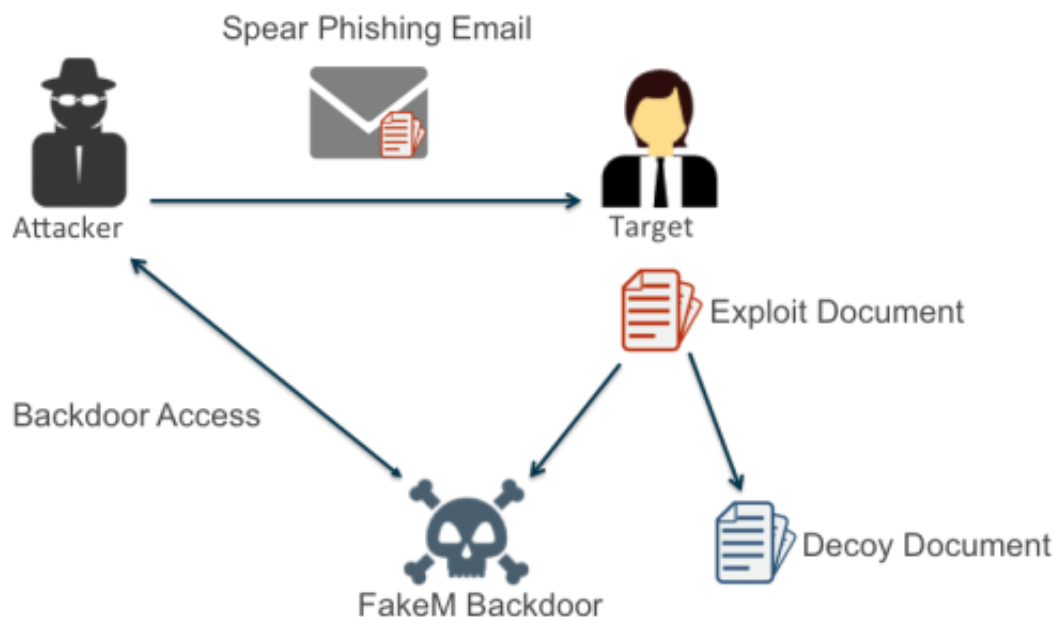 Spear Phishing Email
Attacker
Target
Exploit Document
Backdoor Access
Decoy Document
FakeM Backdoor